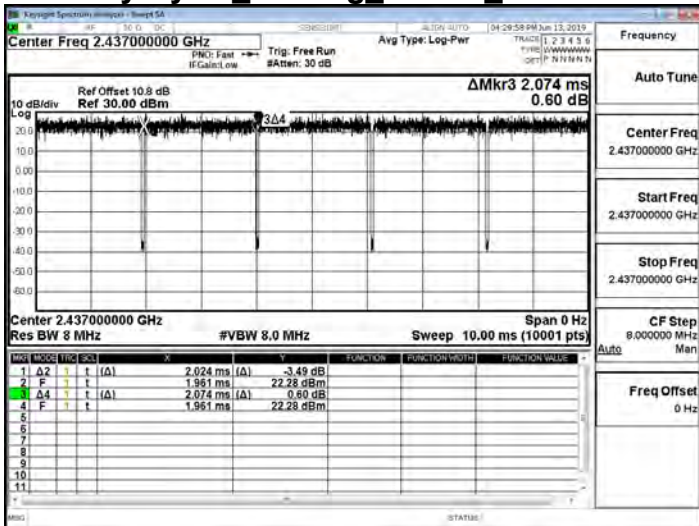 Keysight Spectrum Analyzer - Swept SA
RF 50 Ω DC SENSE:INT ALIGN AUTO 04:29:58 PM Jun 13, 2019
Center Freq 2.437000000 GHz
PNO: Fast
IFGain:Low
Trig: Free Run
#Atten: 30 dB
Avg Type: Log-Pwr
TRACE 1 2 3 4 5 6
TYPE WWWWWW
DET P N N N N N
Frequency
Ref Offset 10.8 dB
Ref 30.00 dBm
10 dB/div
Log
ΔMkr3 2.074 ms
0.60 dB
3Δ4
20.0
10.0
0.00
-10.0
-20.0
-30.0
-40.0
-50.0
-60.0
Center 2.437000000 GHz
Span 0 Hz
Res BW 8 MHz
#VBW 8.0 MHz
Sweep 10.00 ms (10001 pts)
MKR MODE TRC SCL X Y FUNCTION FUNCTION WIDTH FUNCTION VALUE
1 Δ2 1 t (Δ) 2.024 ms (Δ) -3.49 dB
2 F 1 t 1.961 ms 22.28 dBm
3 Δ4 1 t (Δ) 2.074 ms (Δ) 0.60 dB
4 F 1 t 1.961 ms 22.28 dBm
5
6
7
8
9
10
11
MSG
STATUS
Auto Tune
Center Freq
2.437000000 GHz
Start Freq
2.437000000 GHz
Stop Freq
2.437000000 GHz
CF Step
8.000000 MHz
Auto Man
Freq Offset
0 Hz